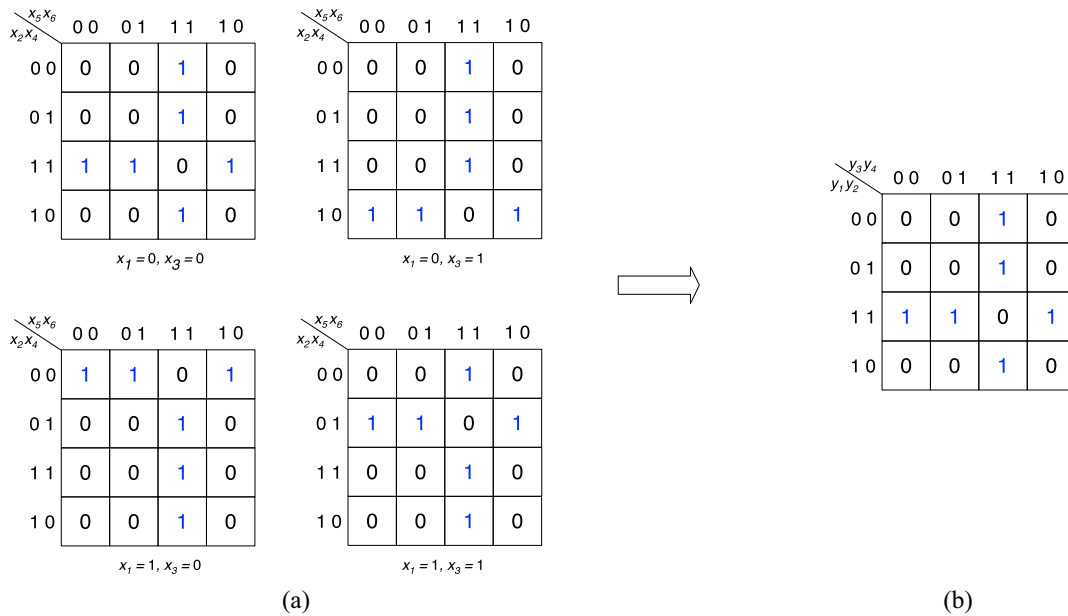 x5x6
x2x4
00 01 11 10
00 0 0 1 0
01 0 0 1 0
11 1 1 0 1
10 0 0 1 0
x1 = 0, x3 = 0
x5x6
x2x4
00 01 11 10
00 0 0 1 0
01 0 0 1 0
11 0 0 1 0
10 1 1 0 1
x1 = 0, x3 = 1
x5x6
x2x4
00 01 11 10
00 1 1 0 1
01 0 0 1 0
11 0 0 1 0
10 0 0 1 0
x1 = 1, x3 = 0
x5x6
x2x4
00 01 11 10
00 0 0 1 0
01 1 1 0 1
11 0 0 1 0
10 0 0 1 0
x1 = 1, x3 = 1
(a)
y3y4
y1y2
00 01 11 10
00 0 0 1 0
01 0 0 1 0
11 1 1 0 1
10 0 0 1 0
(b)